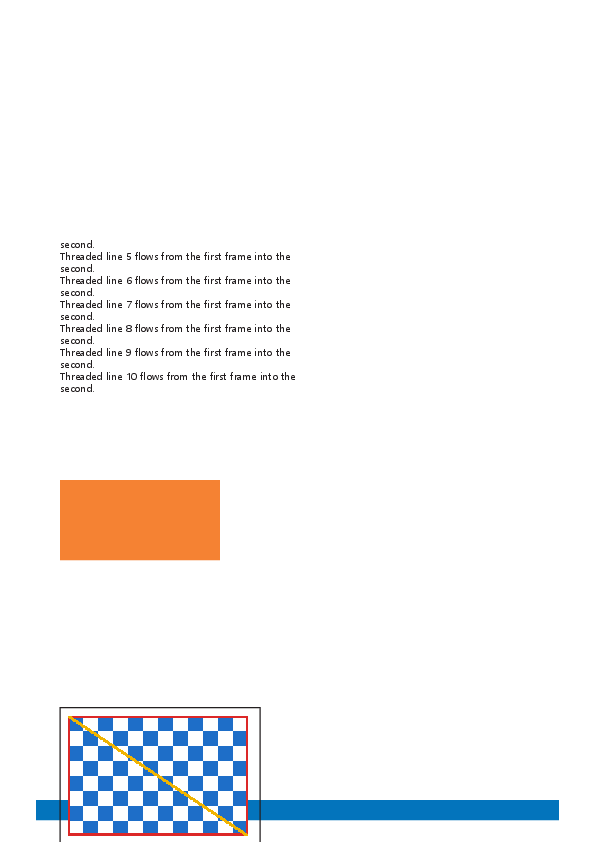 second.
Threaded line 5 flows from the first frame into the
second.
Threaded line 6 flows from the first frame into the
second.
Threaded line 7 flows from the first frame into the
second.
Threaded line 8 flows from the first frame into the
second.
Threaded line 9 flows from the first frame into the
second.
Threaded line 10 flows from the first frame into the
second.